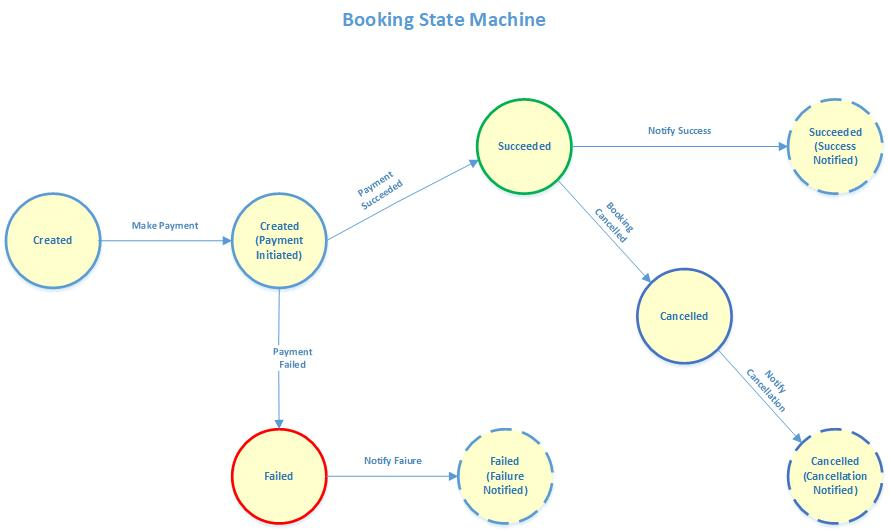 Booking State Machine
Succeeded
Notify Success
Succeeded
(Success
Notified)
Payment
Succeeded
Created
Make Payment
Created
(Payment
Initiated)
Booking
Cancelled
Cancelled
Payment
Failed
Notify
Cancellation
Failed
Notify Faiure
Failed
(Failure
Notified)
Cancelled
(Cancellation
Notified)